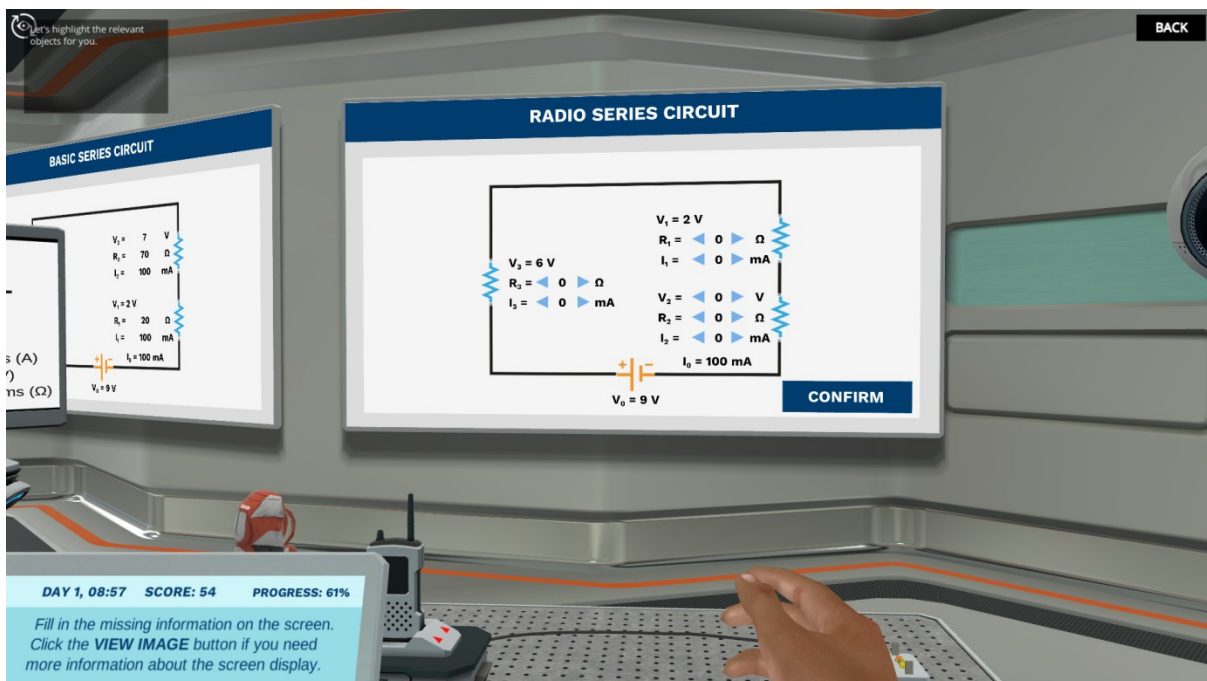 Let's highlight the relevant
objects for you.
BACK
BASIC SERIES CIRCUIT
V₂ = 7 V
R₂ = 70 Ω
I₂ = 100 mA
V₁ = 2 V
R₁ = 20 Ω
I₁ = 100 mA
I₀ = 100 mA
+ -
V₀ = 9 V
s (A)
)
ms (Ω)
RADIO SERIES CIRCUIT
V₁ = 2 V
R₁ = 0 Ω
I₁ = 0 mA
V₃ = 6 V
R₃ = 0 Ω
I₃ = 0 mA
V₂ = 0 V
R₂ = 0 Ω
I₂ = 0 mA
I₀ = 100 mA
+ -
V₀ = 9 V
CONFIRM
DAY 1, 08:57 SCORE: 54 PROGRESS: 61%
Fill in the missing information on the screen.
Click the VIEW IMAGE button if you need
more information about the screen display.